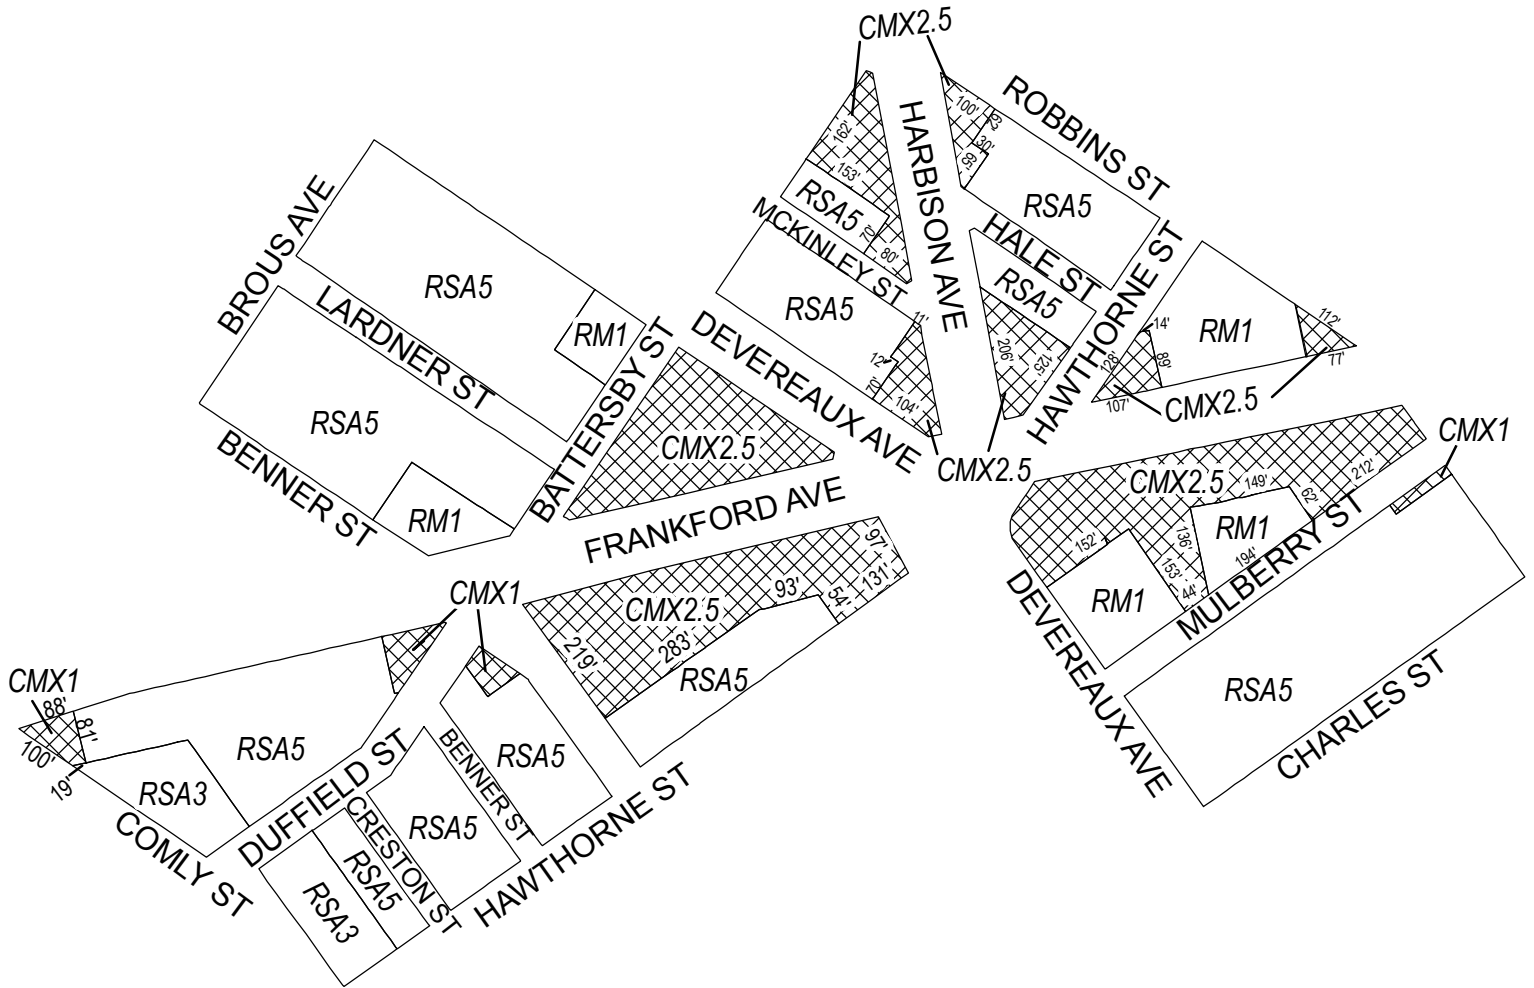 CMX2.5
HARBISON AVE
ROBBINS ST
100'
29'
30'
65'
162'
153'
RSA5
70'
80'
MCKINLEY ST
RSA5
HALE ST
RSA5
HAWTHORNE ST
BROUS AVE
RSA5
LARDNER ST
RM1
BATTERSBY ST
RSA5
BENNER ST
RM1
CMX2.5
DEVEREAUX AVE
RSA5
11'
12'
70'
104'
206'
125'
CMX2.5
128'
14'
89'
107'
RM1
112'
77'
CMX2.5
CMX1
FRANKFORD AVE
CMX2.5
149'
212'
62'
152'
136'
153'
44'
RM1
194'
RM1
MULBERRY ST
DEVEREAUX AVE
RSA5
CHARLES ST
CMX1
CMX2.5
97'
131'
93'
54'
219'
283'
RSA5
CMX1
88'
81'
100'
19'
RSA5
RSA3
COMLY ST
DUFFIELD ST
BENNER ST
RSA5
RSA5
CRESTON ST
RSA5
RSA3
HAWTHORNE ST